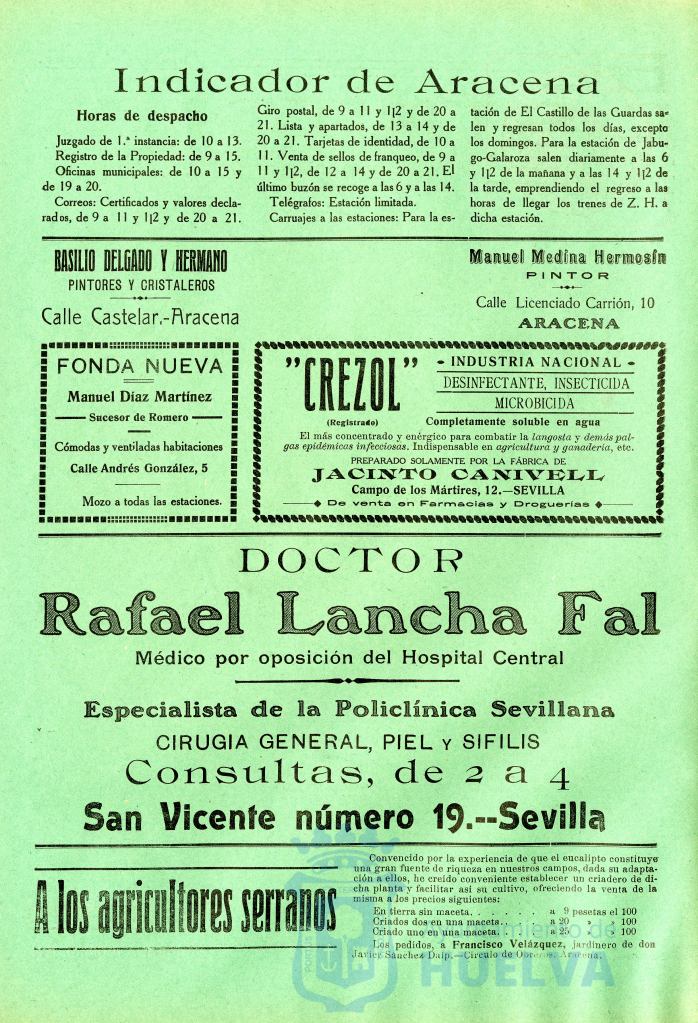 Indicador de Aracena
Horas de despacho
Juzgado de 1.ª instancia: de 10 a 13.
Registro de la Propiedad: de 9 a 15.
Oficinas municipales: de 10 a 15 y
de 19 a 20.
Correos: Certificados y valores decla-
rados, de 9 a 11 y 1|2 y de 20 a 21.
Giro postal, de 9 a 11 y 1|2 y de 20 a
21. Lista y apartados, de 13 a 14 y de
20 a 21. Tarjetas de identidad, de 10 a
11. Venta de sellos de franqueo, de 9 a
11 y 1|2, de 12 a 14 y de 20 a 21. El
último buzón se recoge a las 6 y a las 14.
Telégrafos: Estación limitada.
Carruajes a las estaciones: Para la es-
tación de El Castillo de las Guardas sa-
len y regresan todos los días, excepto
los domingos. Para la estación de Jabu-
go-Galaroza salen diariamente a las 6
y 1|2 de la mañana y a las 14 y 1|2 de
la tarde, emprendiendo el regreso a las
horas de llegar los trenes de Z. H. a
dicha estación.
BASILIO DELGADO Y HERMANO
PINTORES Y CRISTALEROS
Calle Castelar.-Aracena
Manuel Medina Hermosín
PINTOR
Calle Licenciado Carrión, 10
ARACENA
FONDA NUEVA
Manuel Díaz Martínez
Sucesor de Romero
Cómodas y ventiladas habitaciones
Calle Andrés González, 5
Mozo a todas las estaciones.
"CREZOL"
(Registrado)
- INDUSTRIA NACIONAL -
DESINFECTANTE, INSECTICIDA
MICROBICIDA
Completamente soluble en agua
El más concentrado y enérgico para combatir la langosta y demás pal-
gas epidémicas infecciosas. Indispensable en agricultura y ganadería, etc.
PREPARADO SOLAMENTE POR LA FÁBRICA DE
JACINTO CANIVELL
Campo de los Mártires, 12.—SEVILLA
De venta en Farmacias y Droguerías
DOCTOR
Rafael Lancha Fal
Médico por oposición del Hospital Central
Especialista de la Policlínica Sevillana
CIRUGIA GENERAL, PIEL Y SIFILIS
Consultas, de 2 a 4
San Vicente número 19.--Sevilla
A los agricultores serranos
Convencido por la experiencia de que el eucalipto constituye
una gran fuente de riqueza en nuestros campos, dada su adapta-
ción a ellos, he creído conveniente establecer un criadero de di-
cha planta y facilitar así su cultivo, ofreciendo la venta de la
misma a los precios siguientes:
En tierra sin maceta. . . . . . . a 9 pesetas el 100
Criados dos en una maceta. . . . . a 20 » » 100
Criado uno en una maceta. . . . . a 25 » » 100
Los pedidos, a Francisco Velázquez, jardinero de don
Javier Sánchez Dalp.—Círculo de Obreros. Aracena.
HUELVA